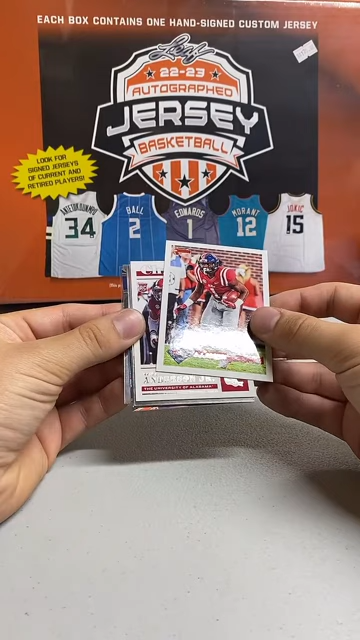 EACH BOX CONTAINS ONE HAND-SIGNED CUSTOM JERSEY
Leaf
22-23
AUTOGRAPHED
JERSEY
BASKETBALL
LOOK FOR
SIGNED JERSEYS
OF CURRENT AND
RETIRED PLAYERS!
ANTETOKOUNMPO
34
BALL
2
EDWARDS
1
MORANT
12
JOKIC
15
THE UNIVERSITY OF ALABAMA